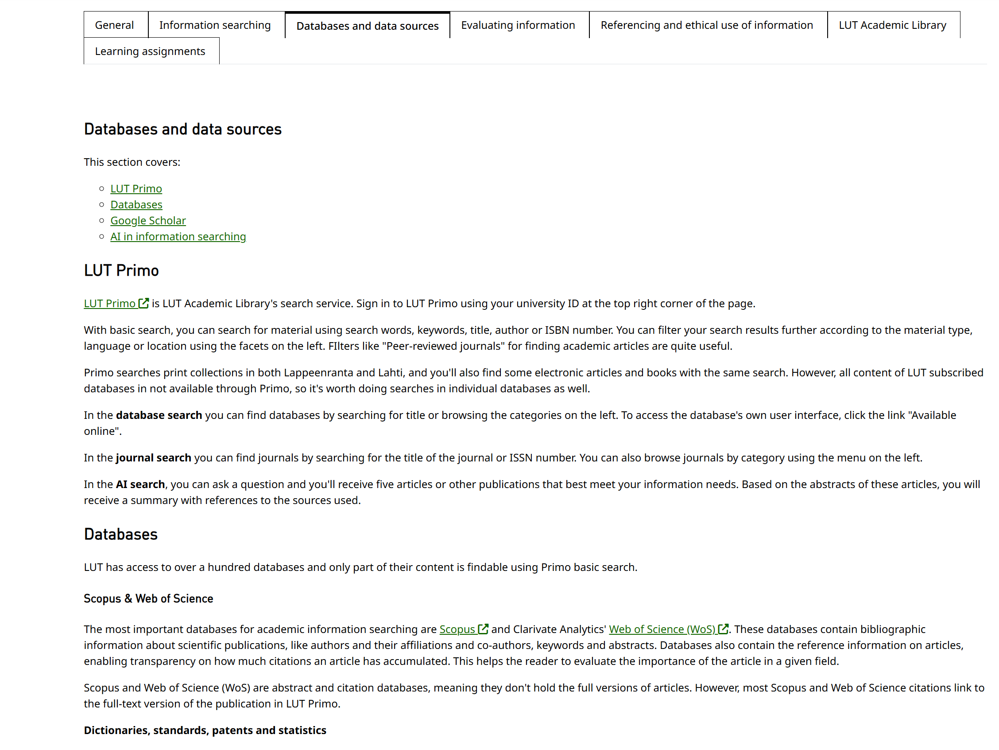 General
Information searching
Databases and data sources
Evaluating information
Referencing and ethical use of information
LUT Academic Library
Learning assignments
Databases and data sources
This section covers:
LUT Primo
Databases
Google Scholar
AI in information searching
LUT Primo
LUT Primo is LUT Academic Library's search service. Sign in to LUT Primo using your university ID at the top right corner of the page.
With basic search, you can search for material using search words, keywords, title, author or ISBN number. You can filter your search results further according to the material type,
language or location using the facets on the left. FIlters like "Peer-reviewed journals" for finding academic articles are quite useful.
Primo searches print collections in both Lappeenranta and Lahti, and you'll also find some electronic articles and books with the same search. However, all content of LUT subscribed
databases in not available through Primo, so it's worth doing searches in individual databases as well.
In the database search you can find databases by searching for title or browsing the categories on the left. To access the database's own user interface, click the link "Available
online".
In the journal search you can find journals by searching for the title of the journal or ISSN number. You can also browse journals by category using the menu on the left.
In the AI search, you can ask a question and you'll receive five articles or other publications that best meet your information needs. Based on the abstracts of these articles, you will
receive a summary with references to the sources used.
Databases
LUT has access to over a hundred databases and only part of their content is findable using Primo basic search.
Scopus & Web of Science
The most important databases for academic information searching are Scopus and Clarivate Analytics' Web of Science (WoS). These databases contain bibliographic
information about scientific publications, like authors and their affiliations and co-authors, keywords and abstracts. Databases also contain the reference information on articles,
enabling transparency on how much citations an article has accumulated. This helps the reader to evaluate the importance of the article in a given field.
Scopus and Web of Science (WoS) are abstract and citation databases, meaning they don't hold the full versions of articles. However, most Scopus and Web of Science citations link to
the full-text version of the publication in LUT Primo.
Dictionaries, standards, patents and statistics